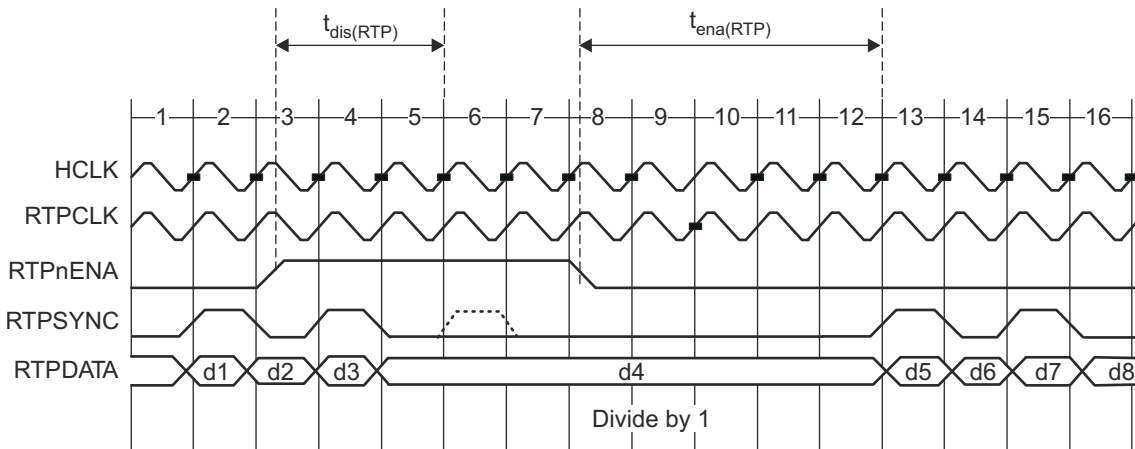 tdis(RTP) tena(RTP)
1 2 3 4 5 6 7 8 9 10 11 12 13 14 15 16
HCLK
RTPCLK
RTPnENA
RTPSYNC
RTPDATA d1 d2 d3 d4 d5 d6 d7 d8
Divide by 1